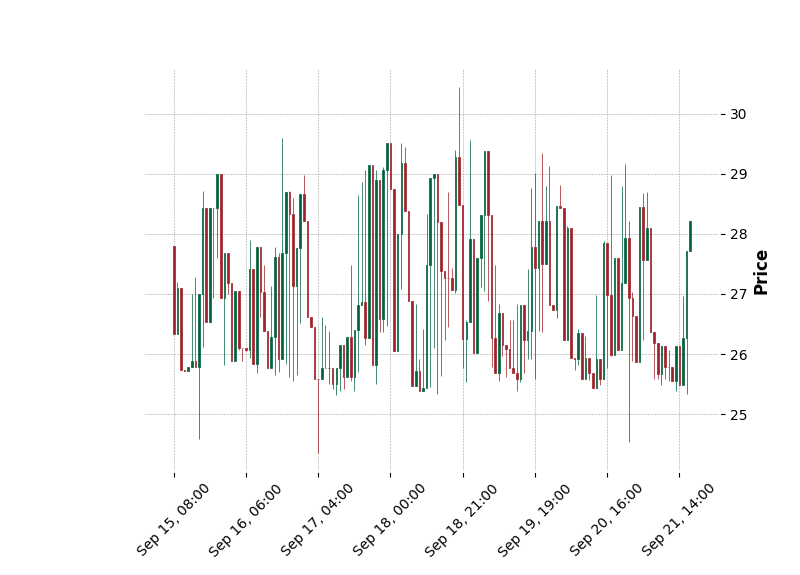 30
29
28
27
26
25
Price
Sep 15, 08:00
Sep 16, 06:00
Sep 17, 04:00
Sep 18, 00:00
Sep 18, 21:00
Sep 19, 19:00
Sep 20, 16:00
Sep 21, 14:00